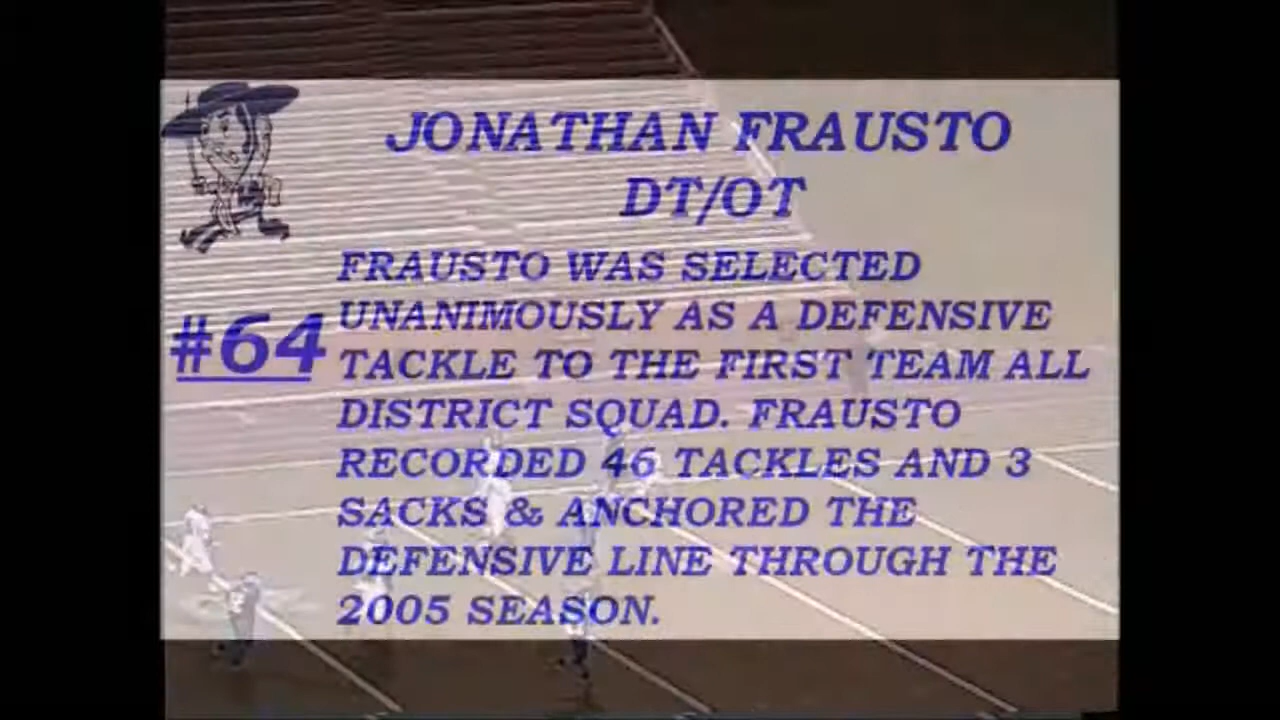 JONATHAN FRAUSTO
DT/OT
#64
FRAUSTO WAS SELECTED
UNANIMOUSLY AS A DEFENSIVE
TACKLE TO THE FIRST TEAM ALL
DISTRICT SQUAD. FRAUSTO
RECORDED 46 TACKLES AND 3
SACKS & ANCHORED THE
DEFENSIVE LINE THROUGH THE
2005 SEASON.